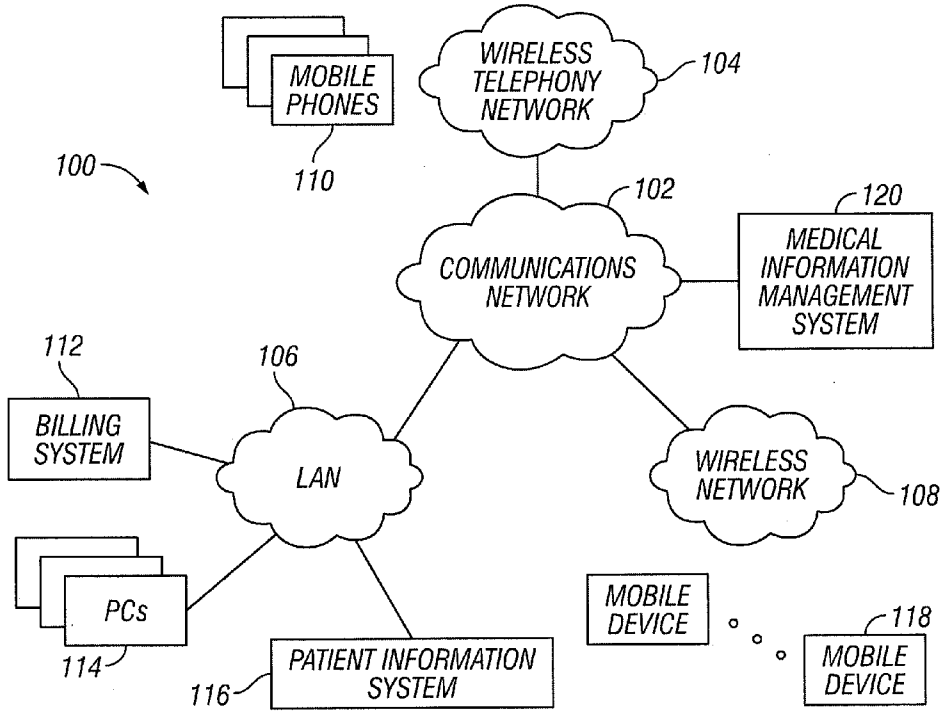 WIRELESS
TELEPHONY
NETWORK
104
MOBILE
PHONES
110
100
102
COMMUNICATIONS
NETWORK
120
MEDICAL
INFORMATION
MANAGEMENT
SYSTEM
112
BILLING
SYSTEM
106
LAN
WIRELESS
NETWORK
108
PCs
114
PATIENT INFORMATION
SYSTEM
116
MOBILE
DEVICE
118
MOBILE
DEVICE